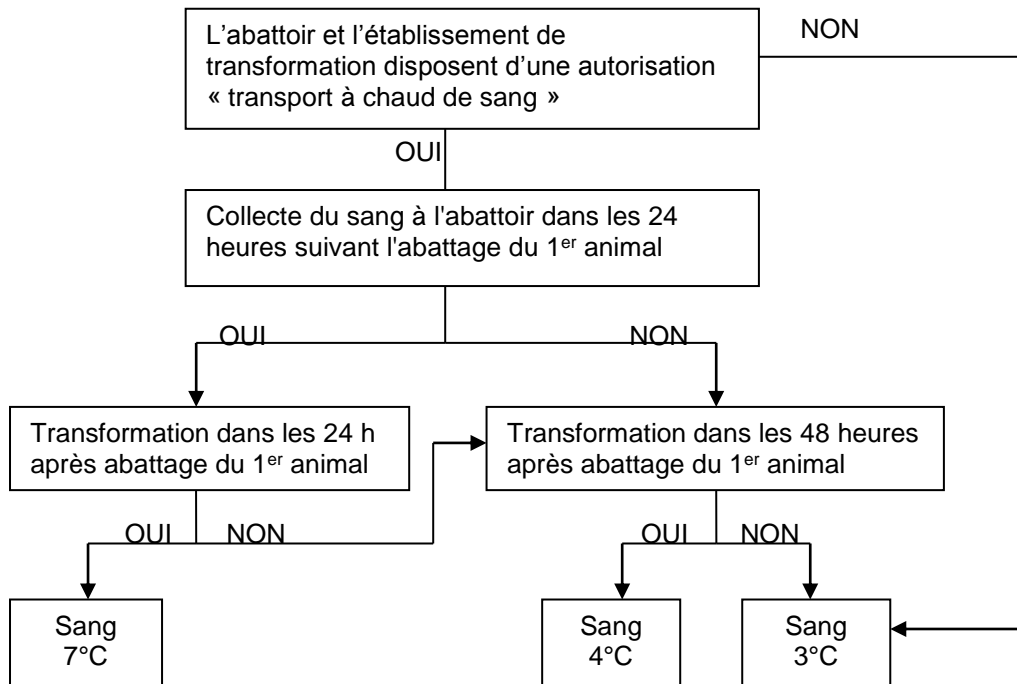 L’abattoir et l’établissement de
transformation disposent d’une autorisation
« transport à chaud de sang »
NON
OUI
Collecte du sang à l'abattoir dans les 24
heures suivant l'abattage du 1er animal
OUI
NON
Transformation dans les 24 h
après abattage du 1er animal
Transformation dans les 48 heures
après abattage du 1er animal
OUI
NON
OUI
NON
Sang
7°C
Sang
4°C
Sang
3°C